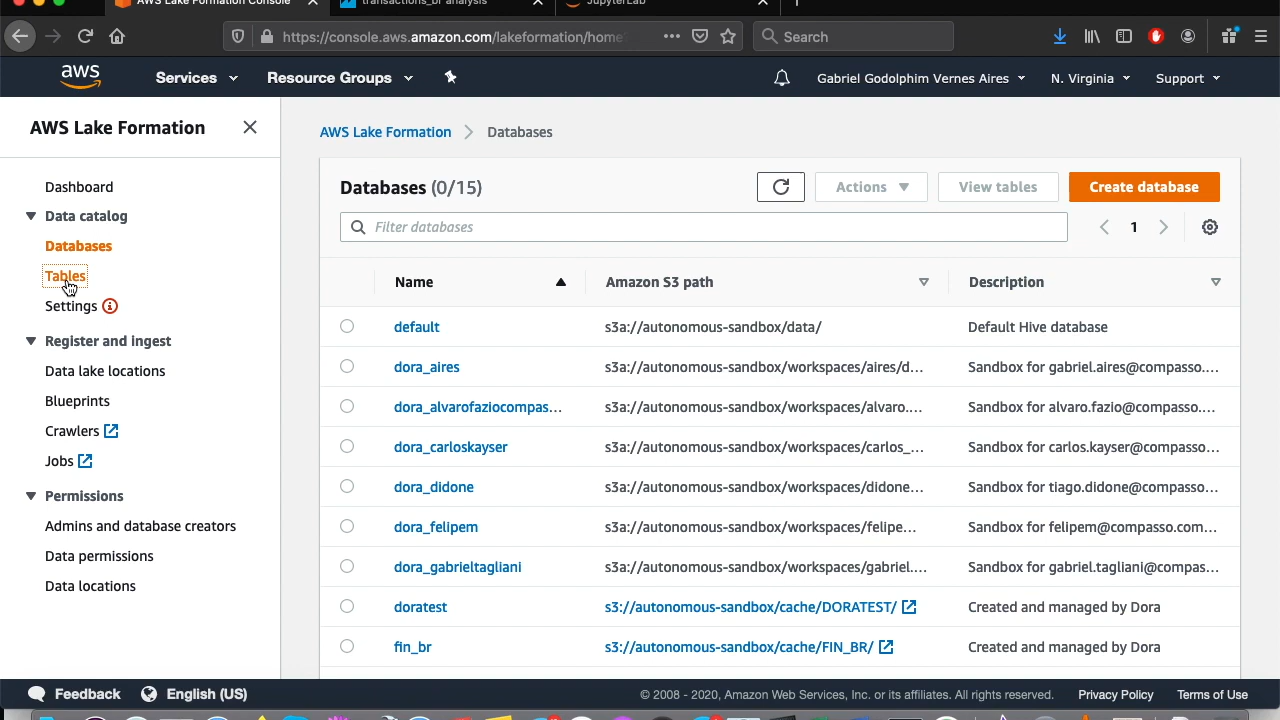 AWS Lake Formation Console
transactions_br analysis
JupyterLab
https://console.aws.amazon.com/lakeformation/home
Search
aws
Services
Resource Groups
Gabriel Godolphim Vernes Aires
N. Virginia
Support
AWS Lake Formation
Dashboard
Data catalog
Databases
Tables
Settings
Register and ingest
Data lake locations
Blueprints
Crawlers
Jobs
Permissions
Admins and database creators
Data permissions
Data locations
AWS Lake Formation > Databases
Databases (0/15)
Actions
View tables
Create database
Filter databases
1
Name Amazon S3 path Description
default s3a://autonomous-sandbox/data/ Default Hive database
dora_aires s3a://autonomous-sandbox/workspaces/aires/d... Sandbox for gabriel.aires@compasso....
dora_alvarofaziocompas... s3a://autonomous-sandbox/workspaces/alvaro.... Sandbox for alvaro.fazio@compasso....
dora_carloskayser s3a://autonomous-sandbox/workspaces/carlos_... Sandbox for carlos.kayser@compasso...
dora_didone s3a://autonomous-sandbox/workspaces/didone... Sandbox for tiago.didone@compasso...
dora_felipem s3a://autonomous-sandbox/workspaces/felipe... Sandbox for felipem@compasso.com...
dora_gabrieltagliani s3a://autonomous-sandbox/workspaces/gabriel.... Sandbox for gabriel.tagliani@compas...
doratest s3://autonomous-sandbox/cache/DORATEST/ Created and managed by Dora
fin_br s3://autonomous-sandbox/cache/FIN_BR/ Created and managed by Dora
Feedback
English (US)
© 2008 - 2020, Amazon Web Services, Inc. or its affiliates. All rights reserved.
Privacy Policy
Terms of Use